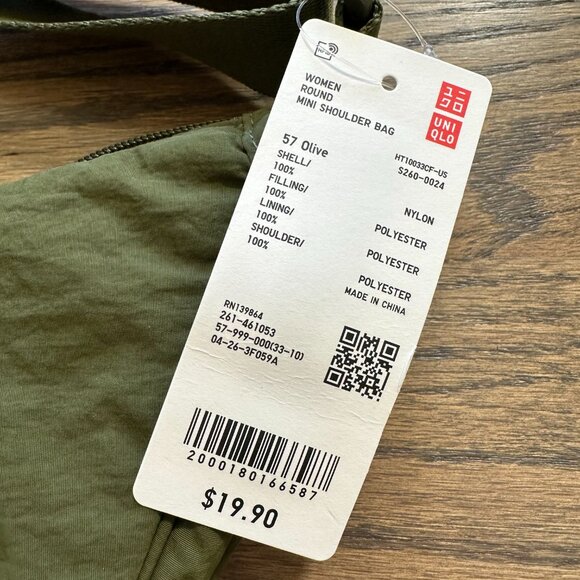 WOMEN
ROUND
MINI SHOULDER BAG
ユニ
クロ
UNI
QLO
57 Olive
HT10033CF-US
S260-0024
SHELL/
100% NYLON
FILLING/
100% POLYESTER
LINING/
100% POLYESTER
SHOULDER/
100% POLYESTER
MADE IN CHINA
RN139864
261-461053
57-999-000(33-10)
04-26-3F059A
2000180166587
$19.90